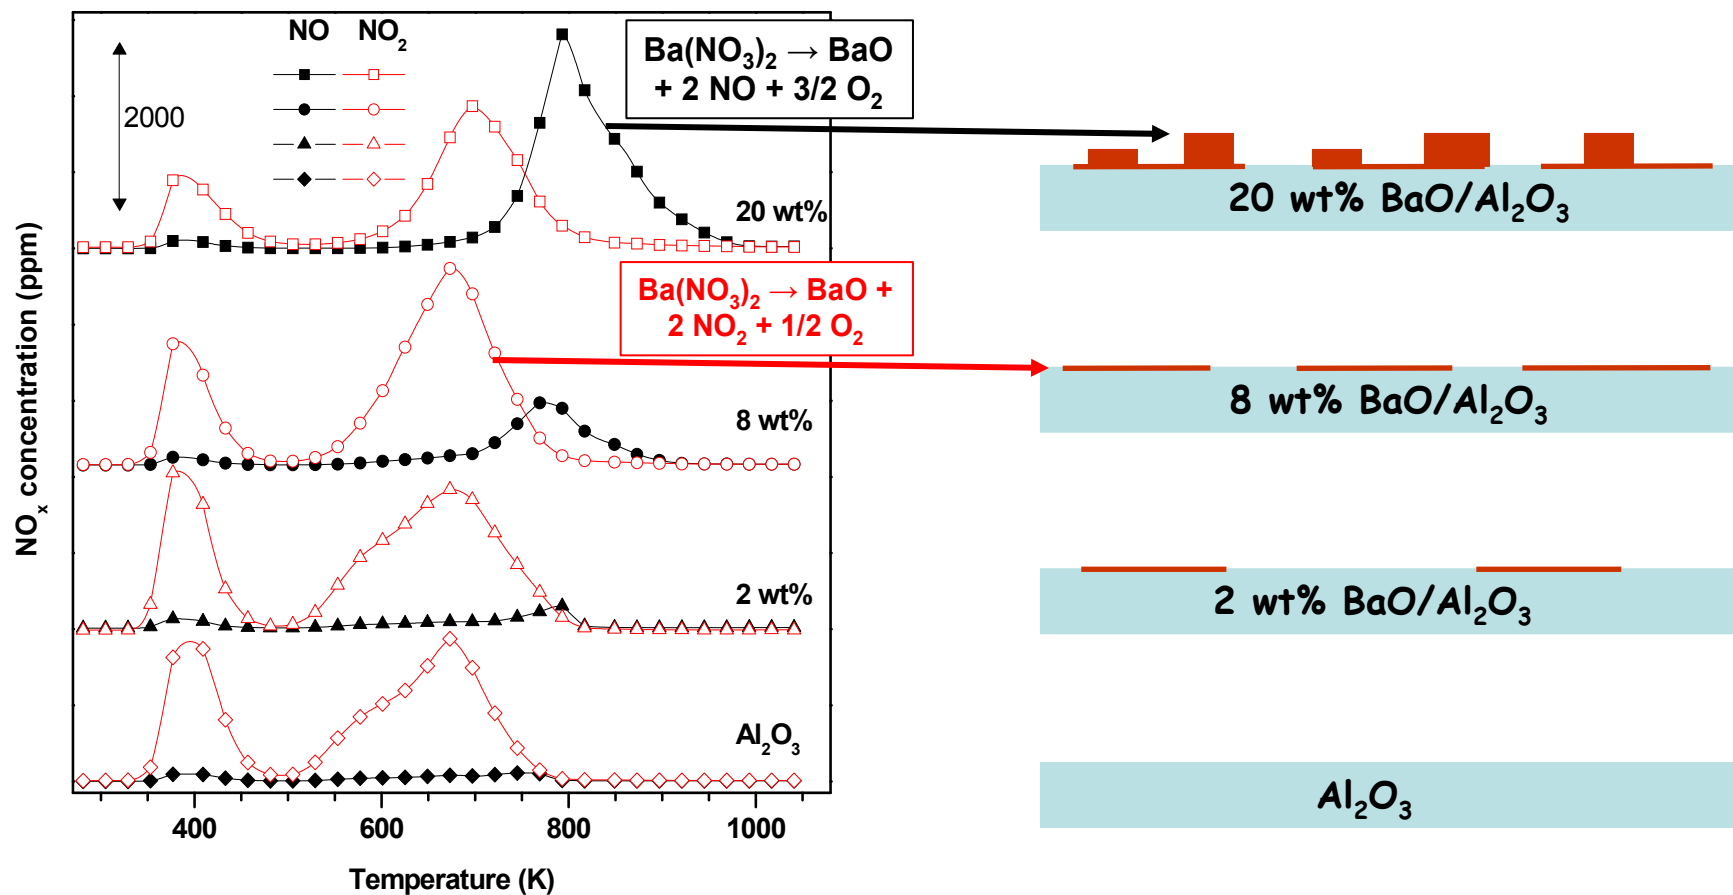 NO NO₂
2000
Ba(NO₃)₂ → BaO
+ 2 NO + 3/2 O₂
20 wt%
20 wt% BaO/Al₂O₃
Ba(NO₃)₂ → BaO +
2 NO₂ + 1/2 O₂
8 wt%
8 wt% BaO/Al₂O₃
2 wt%
2 wt% BaO/Al₂O₃
Al₂O₃
Al₂O₃
NOₓ concentration (ppm)
400 600 800 1000
Temperature (K)